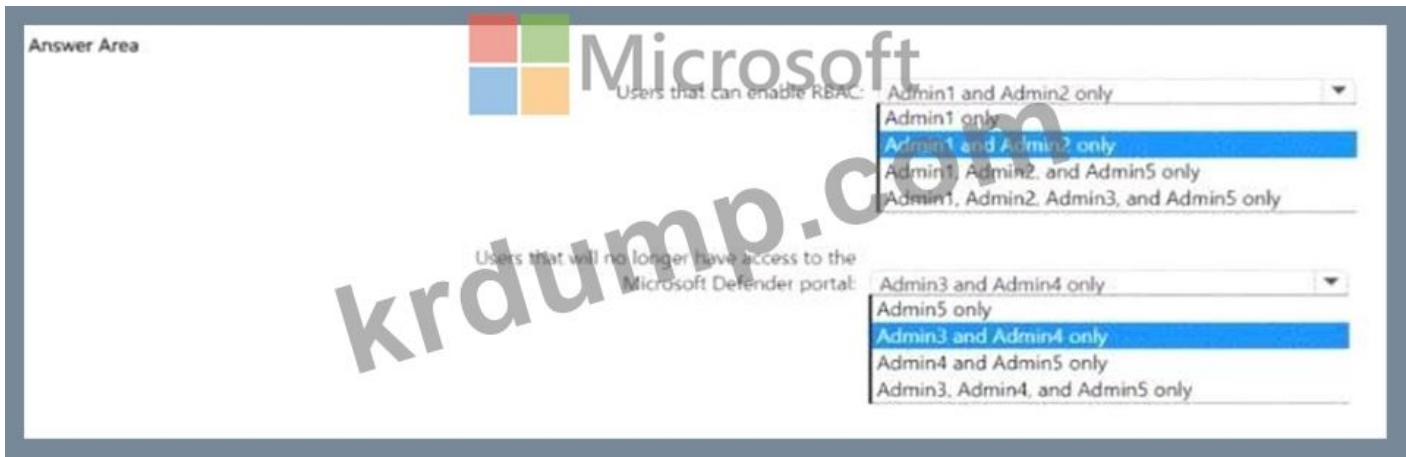 Answer Area
Microsoft
Users that can enable RBAC: Admin1 and Admin2 only
Admin1 only
Admin1 and Admin2 only
Admin1, Admin2, and Admin5 only
Admin1, Admin2, Admin3, and Admin5 only
krdump.com
Users that will no longer have access to the
Microsoft Defender portal: Admin3 and Admin4 only
Admin5 only
Admin3 and Admin4 only
Admin4 and Admin5 only
Admin3, Admin4, and Admin5 only